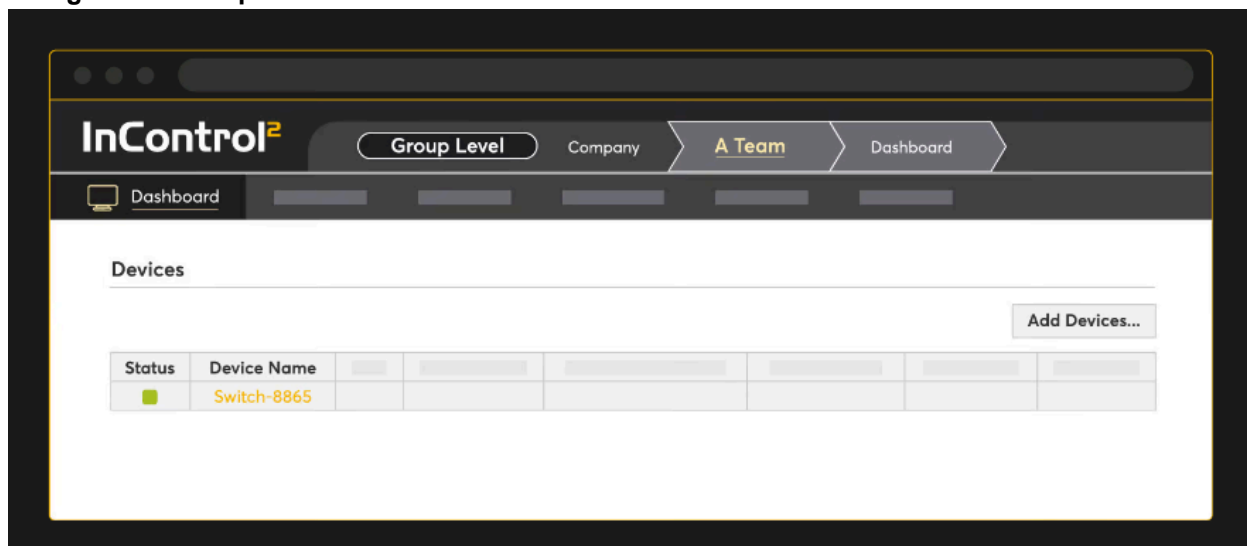 InControl²
Group Level
Company
A Team
Dashboard
Dashboard
Devices
Add Devices...
Status Device Name
Switch-8865